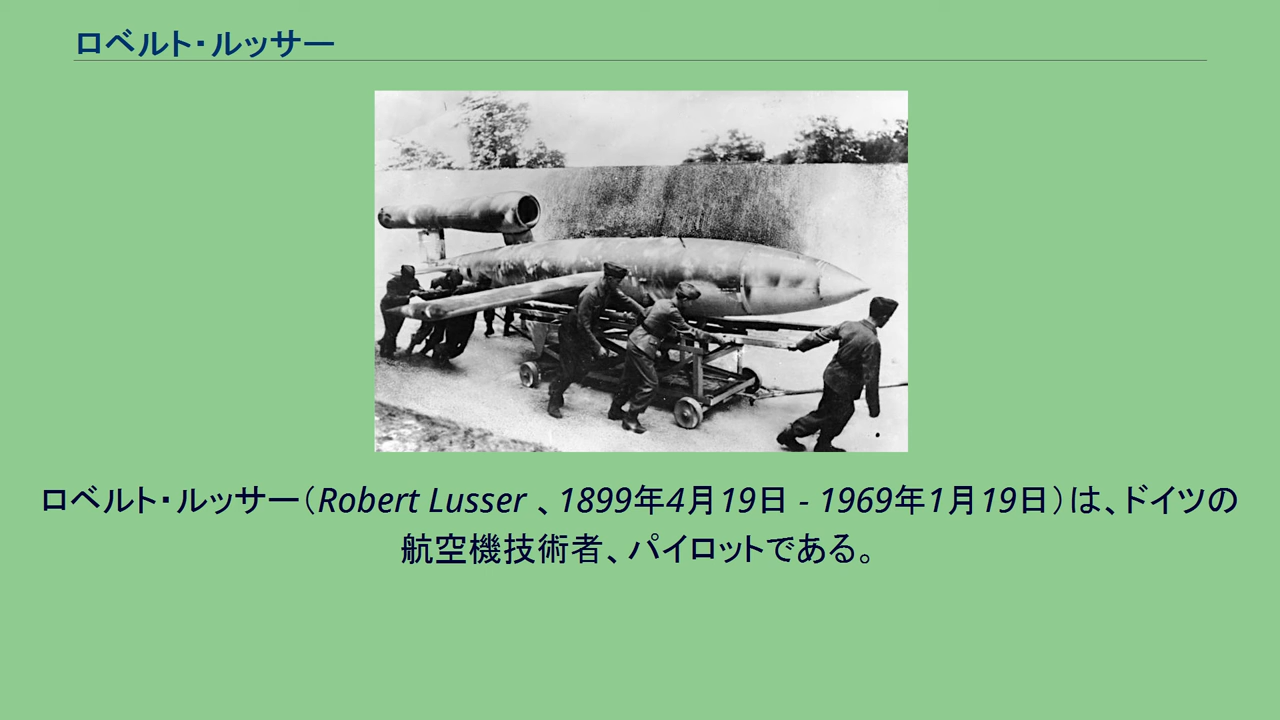 ロベルト・ルッサー
ロベルト・ルッサー（Robert Lusser 、1899年4月19日 - 1969年1月19日）は、ドイツの
航空機技術者、パイロットである。